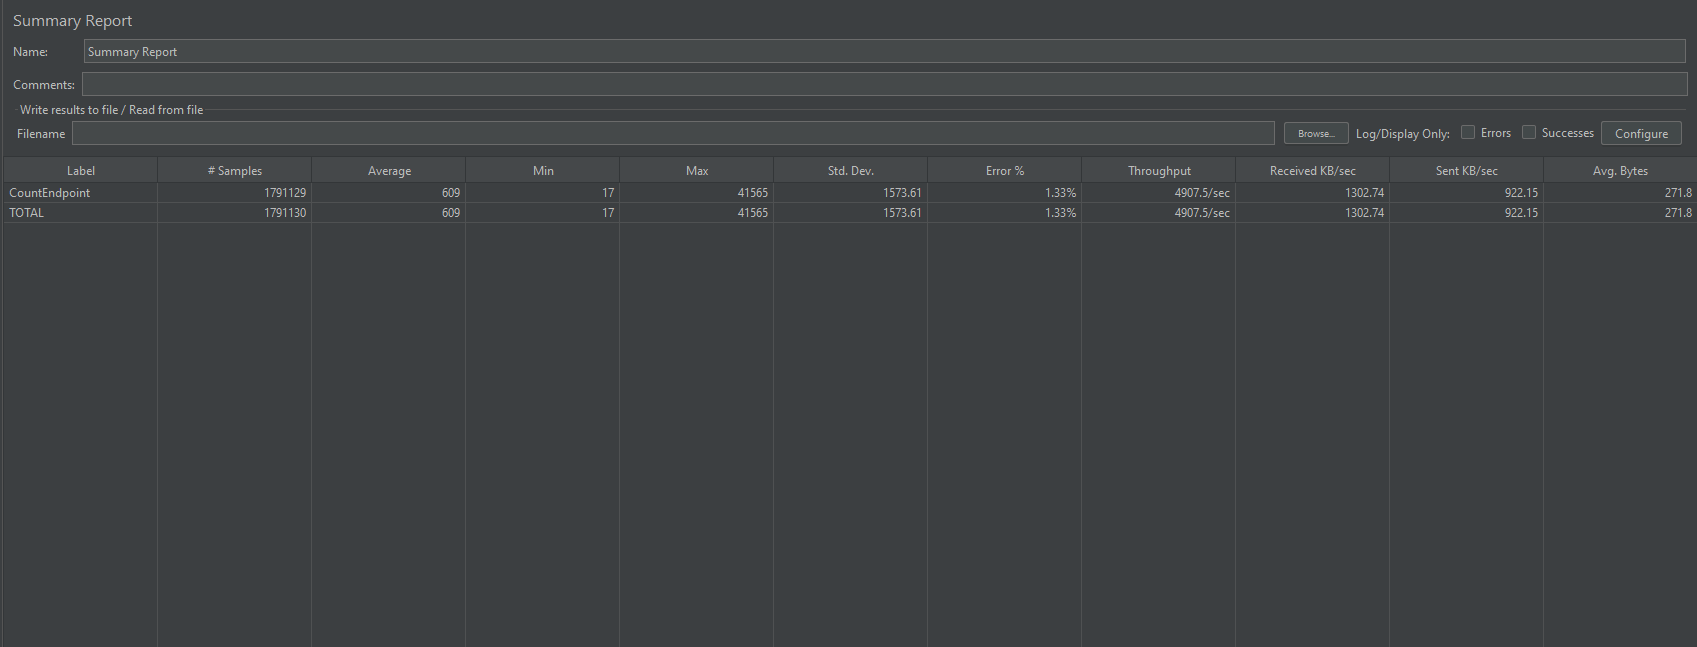 Summary Report
Name: Summary Report
Comments:
Write results to file / Read from file
Filename Browse... Log/Display Only: Errors Successes Configure
Label # Samples Average Min Max Std. Dev. Error % Throughput Received KB/sec Sent KB/sec Avg. Bytes
CountEndpoint 1791129 609 17 41565 1573.61 1.33% 4907.5/sec 1302.74 922.15 271.8
TOTAL 1791130 609 17 41565 1573.61 1.33% 4907.5/sec 1302.74 922.15 271.8